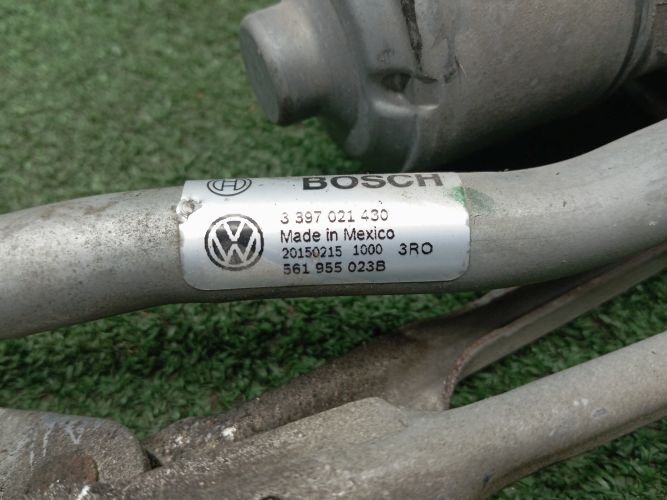 BOSCH
3 397 021 430
Made in Mexico
20150215 1000 3RO
561 955 023B